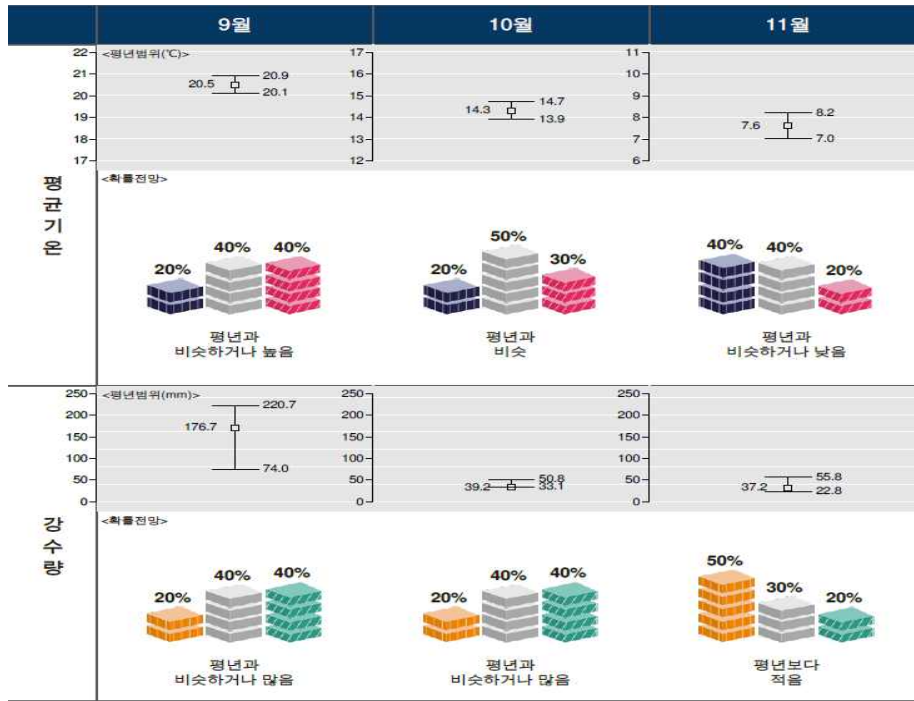 9월 10월 11월
평균기온
<평년범위(℃)>
22
21
20
19
18
17
20.9
20.5
20.1
17
16
15
14
13
12
14.7
14.3
13.9
11
10
9
8
7
6
8.2
7.6
7.0
<확률전망>
20% 40% 40%
평년과
비슷하거나 높음
20% 50% 30%
평년과
비슷
40% 40% 20%
평년과
비슷하거나 낮음
강수량
<평년범위(mm)>
250
200
150
100
50
0
220.7
176.7
74.0
250
200
150
100
50
0
50.8
39.2
33.1
250
200
150
100
50
0
55.8
37.2
22.8
<확률전망>
20% 40% 40%
평년과
비슷하거나 많음
20% 40% 40%
평년과
비슷하거나 많음
50% 30% 20%
평년보다
적음